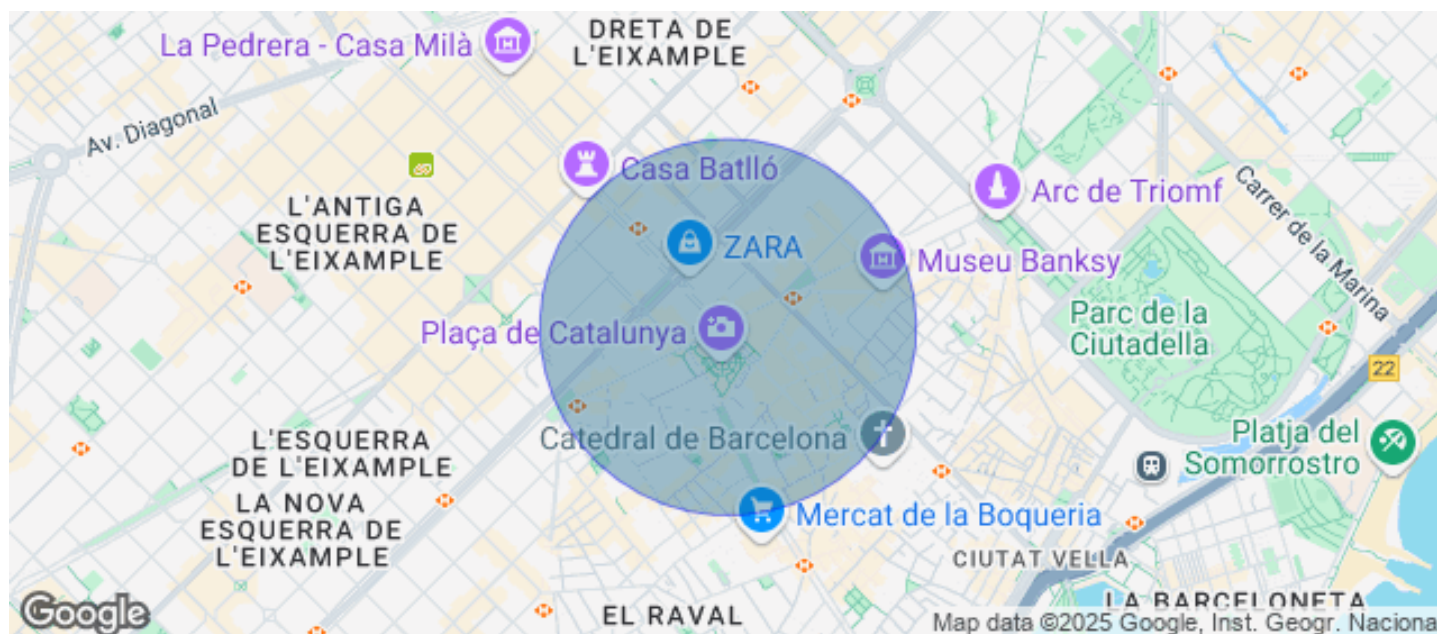 La Pedrera - Casa Milà
DRETA DE
L'EIXAMPLE
Av. Diagonal
Casa Batlló
Arc de Triomf
Carrer de la Marina
L'ANTIGA
ESQUERRA DE
L'EIXAMPLE
ZARA
Museu Banksy
Plaça de Catalunya
Parc de la
Ciutadella
22
L'ESQUERRA
DE L'EIXAMPLE
Catedral de Barcelona
Platja del
Somorrostro
LA NOVA
ESQUERRA DE
L'EIXAMPLE
Mercat de la Boqueria
CIUTAT VELLA
LA BARCELONETA
EL RAVAL
Google
Map data ©2025 Google, Inst. Geogr. Naciona